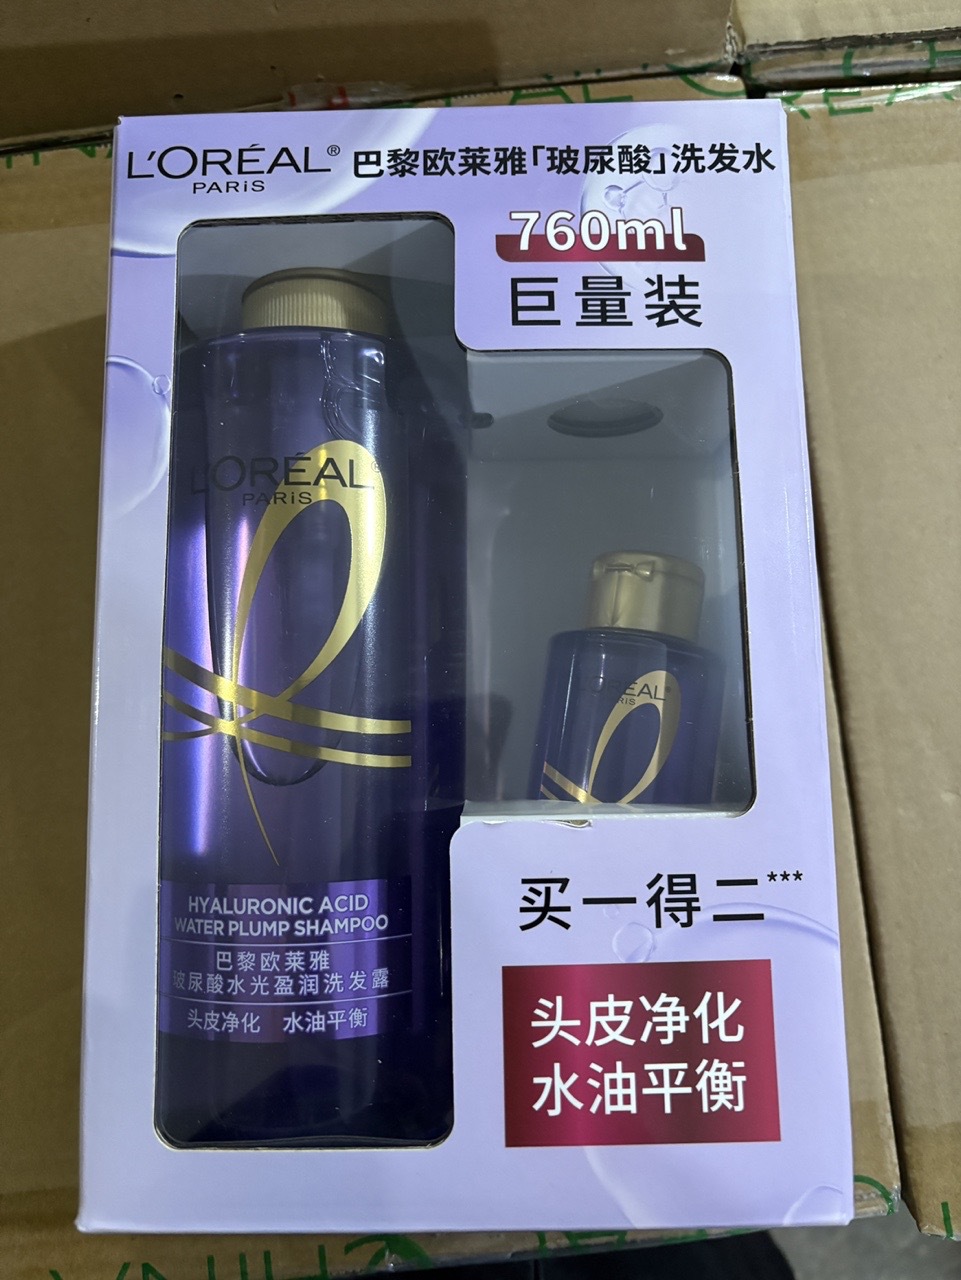 L'ORÉAL®
PARiS
巴黎欧莱雅「玻尿酸」洗发水
760ml
巨量装
L'ORÉAL
PARiS
L'ORÉAL
HYALURONIC ACID
WATER PLUMP SHAMPOO
巴黎欧莱雅
玻尿酸水光盈润洗发露
头皮净化 水油平衡
买一得二***
头皮净化
水油平衡